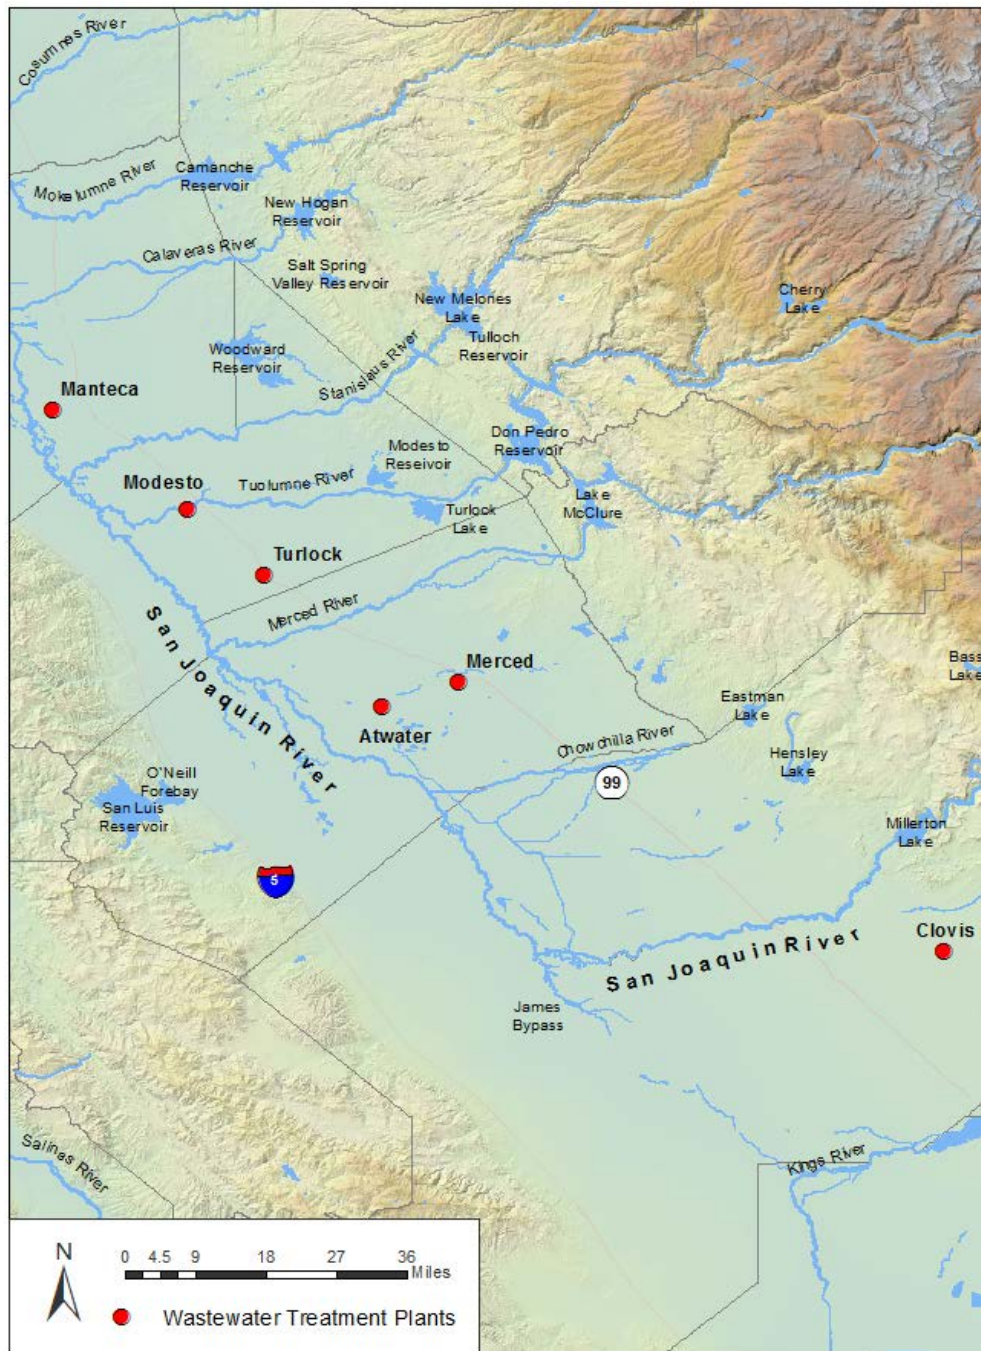 Cosumnes River
Mokelumne River
Camanche
Reservoir
New Hogan
Reservoir
Calaveras River
Salt Spring
Valley Reservoir
New Melones
Lake
Cherry
Lake
Tulloch
Reservoir
Woodward
Reservoir
Stanislaus River
Manteca
Don Pedro
Reservoir
Modesto
Reseivoir
Modesto
Tuolumne River
Lake
McClure
Turlock
Lake
Turlock
Merced River
San Joaquin River
Merced
Bass
Lake
Eastman
Lake
Atwater
Chowchilla River
Hensley
Lake
99
O'Neill
Forebay
San Luis
Reservoir
Millerton
Lake
5
Clovis
San Joaquin River
James
Bypass
Salinas River
Kings River
N
0 4.5 9 18 27 36
Miles
Wastewater Treatment Plants